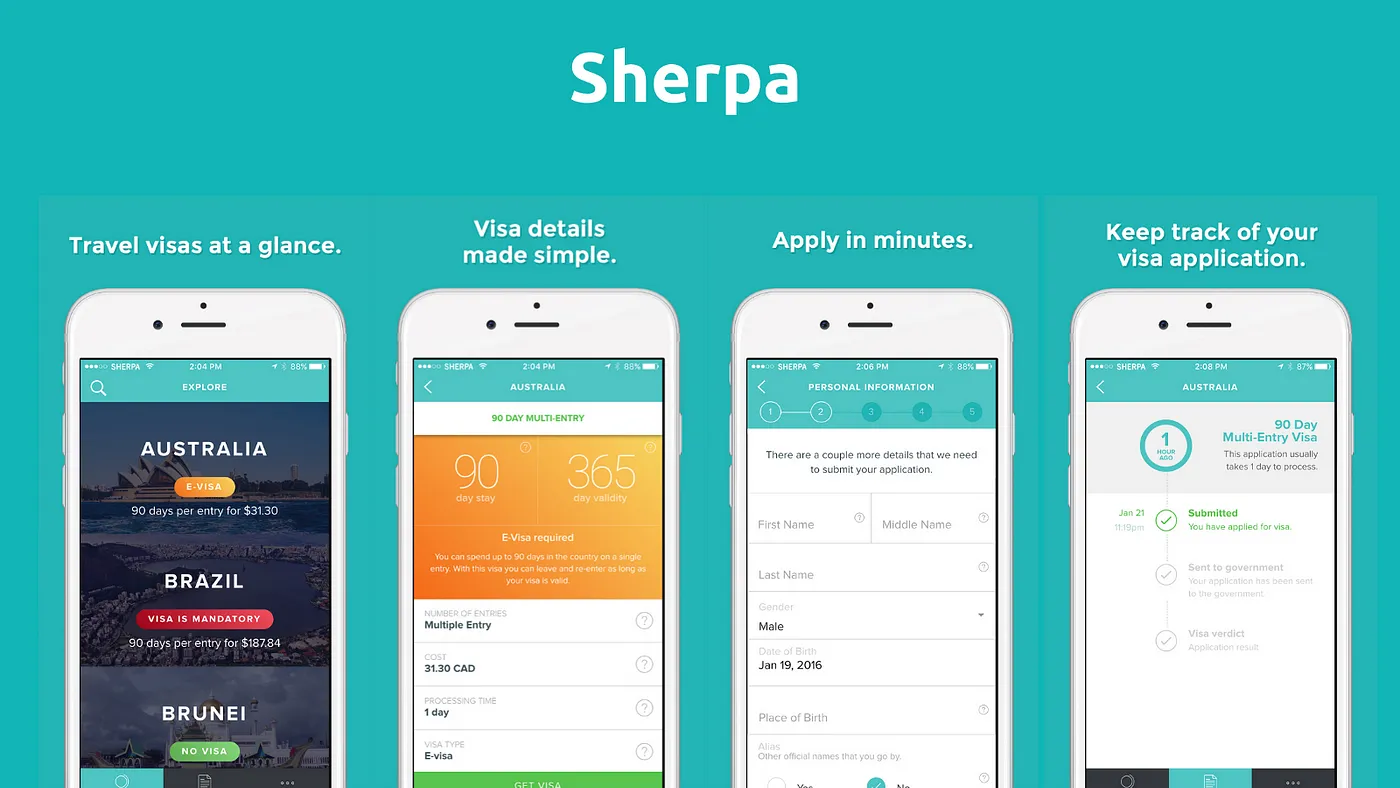 Sherpa
Travel visas at a glance.
SHERPA 2:04 PM 88%
EXPLORE
AUSTRALIA
E-VISA
90 days per entry for $31.30
BRAZIL
VISA IS MANDATORY
90 days per entry for $187.84
BRUNEI
NO VISA
Visa details
made simple.
SHERPA 2:04 PM 88%
AUSTRALIA
90 DAY MULTI-ENTRY
?
?
90
day stay
365
day validity
E-Visa required
You can spend up to 90 days in the country on a single
entry. With this visa you can leave and re-enter as long as
your visa is valid.
NUMBER OF ENTRIES
Multiple Entry
?
COST
31.30 CAD
?
PROCESSING TIME
1 day
?
VISA TYPE
E-visa
?
GET VISA
Apply in minutes.
SHERPA 2:06 PM 88%
PERSONAL INFORMATION
1 2 3 4 5
There are a couple more details that we need
to submit your application.
First Name ?
Middle Name ?
Last Name ?
Gender
Male
Date of Birth
Jan 19, 2016
Place of Birth ?
Alias
Other official names that you go by.
Yes No ?
Keep track of your
visa application.
SHERPA 2:08 PM 87%
AUSTRALIA
1
HOUR
AGO
90 Day
Multi-Entry Visa
This application usually
takes 1 day to process.
Jan 21
11:19pm
Submitted
You have applied for visa.
Sent to government
Your application has been sent
to the government.
Visa verdict
Application result